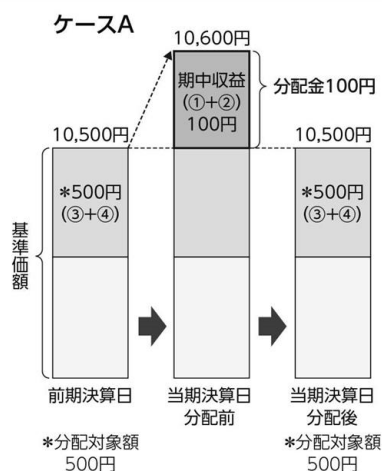 ケースA
10,600円
期中収益
(①+②)
100円
分配金100円
10,500円
10,500円
*500円
(③+④)
*500円
(③+④)
基準価額
前期決算日
当期決算日
分配前
当期決算日
分配後
*分配対象額
500円
*分配対象額
500円